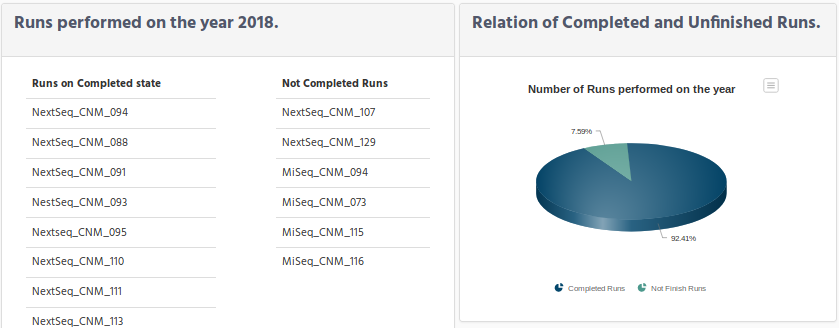 Runs performed on the year 2018.
Runs on Completed state
NextSeq_CNM_094
NextSeq_CNM_088
NextSeq_CNM_091
NestSeq_CNM_093
Nextseq_CNM_095
NextSeq_CNM_110
NextSeq_CNM_111
NextSeq_CNM_113
Not Completed Runs
NextSeq_CNM_107
NextSeq_CNM_129
MiSeq_CNM_094
MiSeq_CNM_073
MiSeq_CNM_115
MiSeq_CNM_116
Relation of Completed and Unfinished Runs.
Number of Runs performed on the year
7.59%
92.41%
Completed Runs
Not Finish Runs